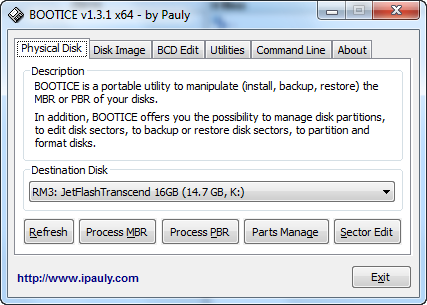 BOOTICE v1.3.1 x64 - by Pauly
Physical Disk Disk Image BCD Edit Utilities Command Line About
Description
BOOTICE is a portable utility to manipulate (install, backup, restore) the
MBR or PBR of your disks.
In addition, BOOTICE offers you the possibility to manage disk partitions,
to edit disk sectors, to backup or restore disk sectors, to partition and
format disks.
Destination Disk
RM3: JetFlashTranscend 16GB (14.7 GB, K:)
Refresh Process MBR Process PBR Parts Manage Sector Edit
http://www.ipauly.com Exit